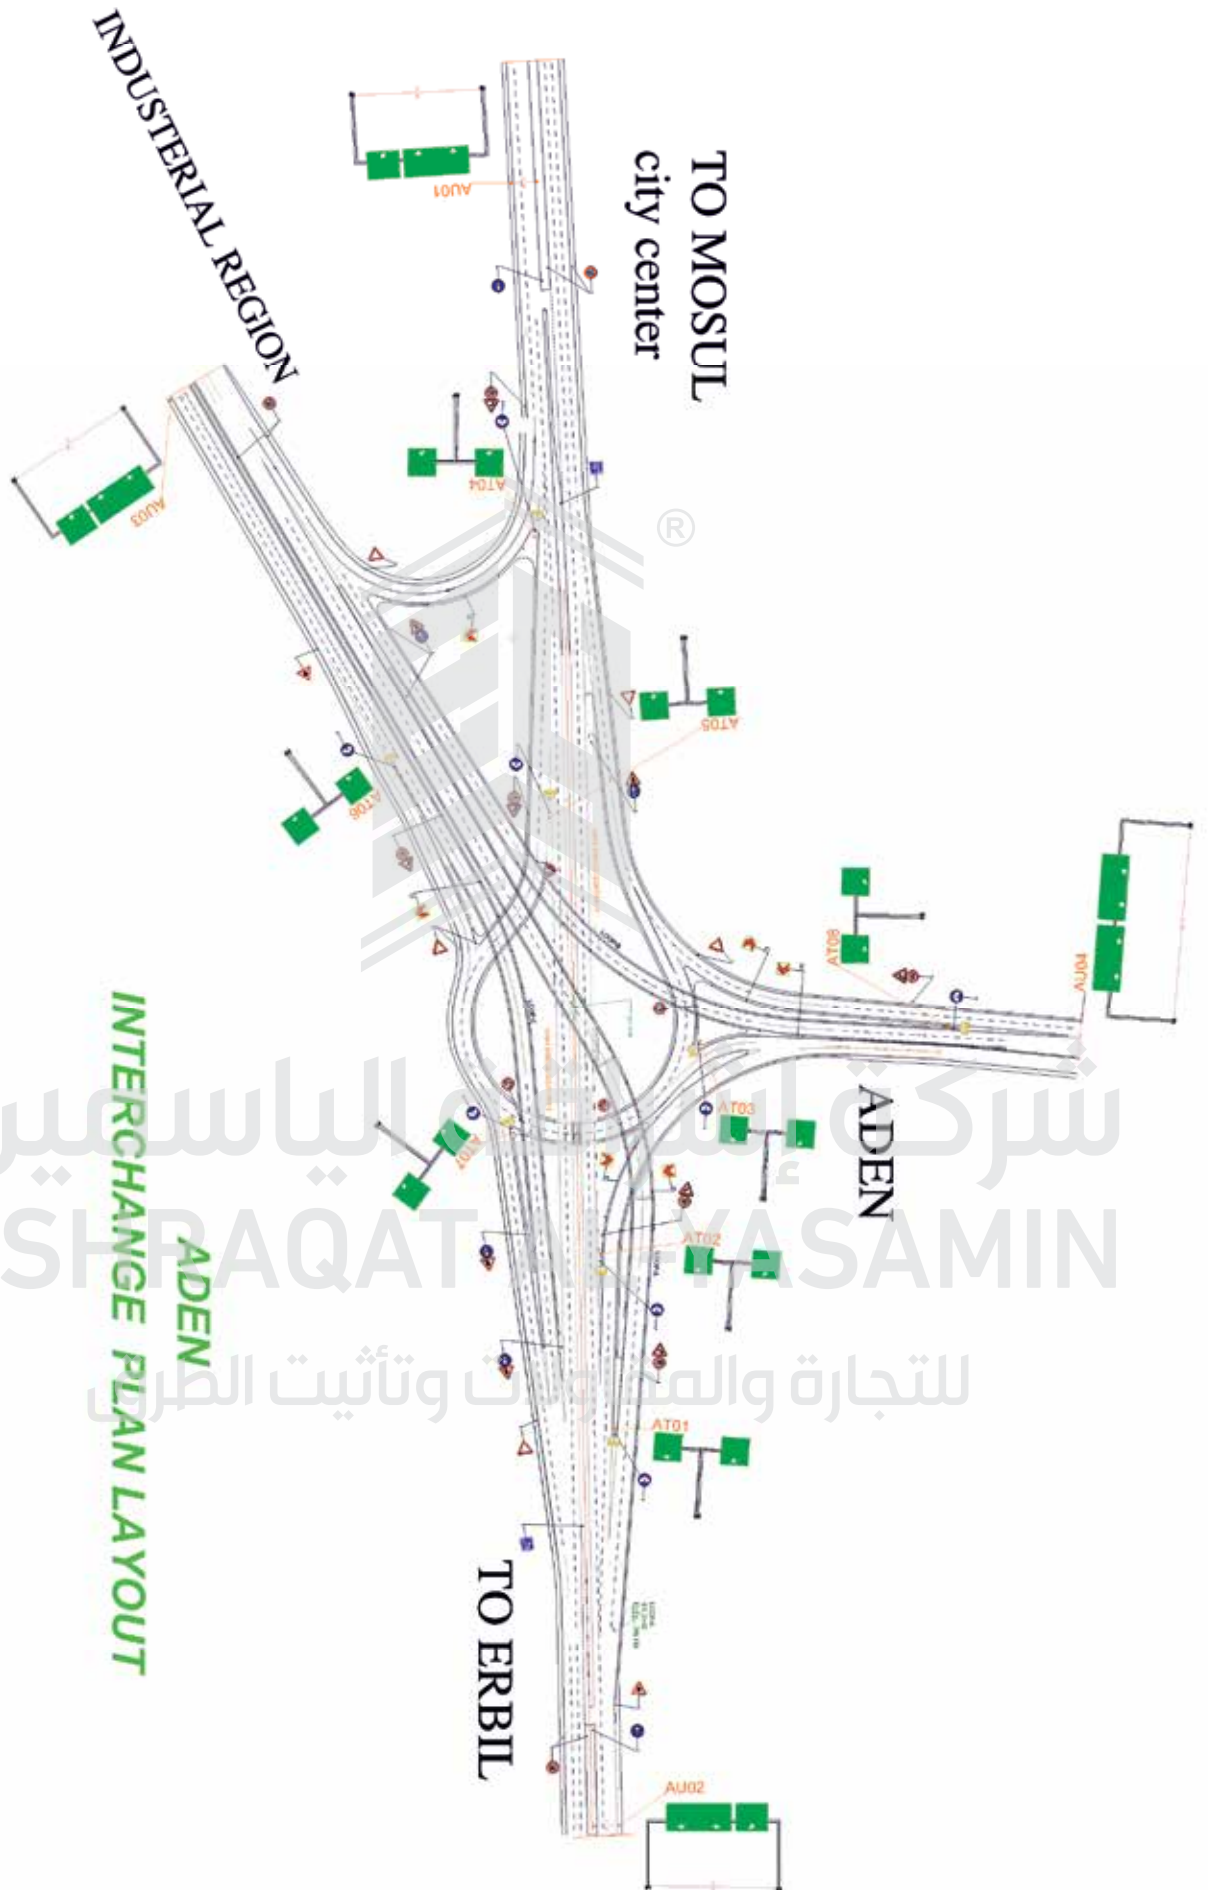 INDUSTERIAL REGION
TO MOSUL
city center
AU01
AU03
AT04
AT05
AT06
AT08
AU04
ADEN
AT03
AT07
AT02
AT01
TO ERBIL
AU02
ADEN
INTERCHANGE PLAN LAYOUT
®
شركة إشراقة الياسمين
SHRAQAT AL-YASAMIN
للتجارة والمقاولات وتأثيت الطرق